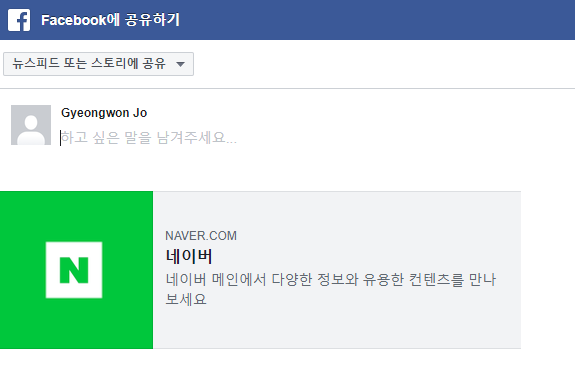 Facebook에 공유하기
뉴스피드 또는 스토리에 공유
Gyeongwon Jo
하고 싶은 말을 남겨주세요...
N
NAVER.COM
네이버
네이버 메인에서 다양한 정보와 유용한 컨텐츠를 만나
보세요